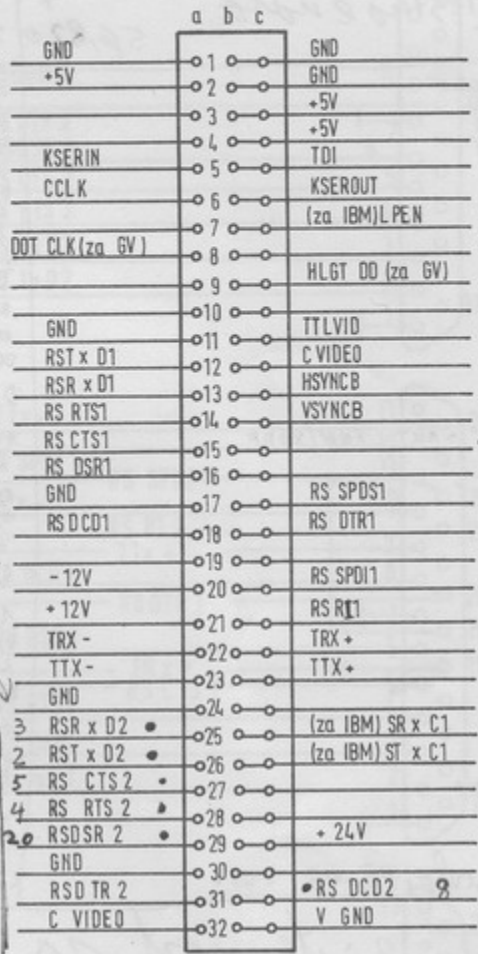 a b c
GND 1 GND
+5V 2 GND
3 +5V
4 +5V
KSERIN 5 TDI
CCLK 6 KSEROUT
7 (za IBM)LPEN
DOT CLK(za GV) 8
9 HLGT DO (za GV)
10
GND 11 TTLVID
RST x D1 12 C VIDEO
RSR x D1 13 HSYNCB
RS RTS1 14 VSYNCB
RS CTS1 15
RS DSR1 16
GND 17 RS SPDS1
RSDCD1 18 RS DTR1
19
-12V 20 RS SPDI1
+12V 21 RS RI1
TRX- 22 TRX+
TTX- 23 TTX+
GND 24
3 RSR x D2 • 25 (za IBM) SR x C1
2 RST x D2 • 26 (za IBM) ST x C1
5 RS CTS 2 • 27
4 RS RTS 2 • 28
20 RSDSR 2 • 29 + 24V
GND 30
RSD TR 2 31 • RS DCD2 8
C VIDEO 32 V GND